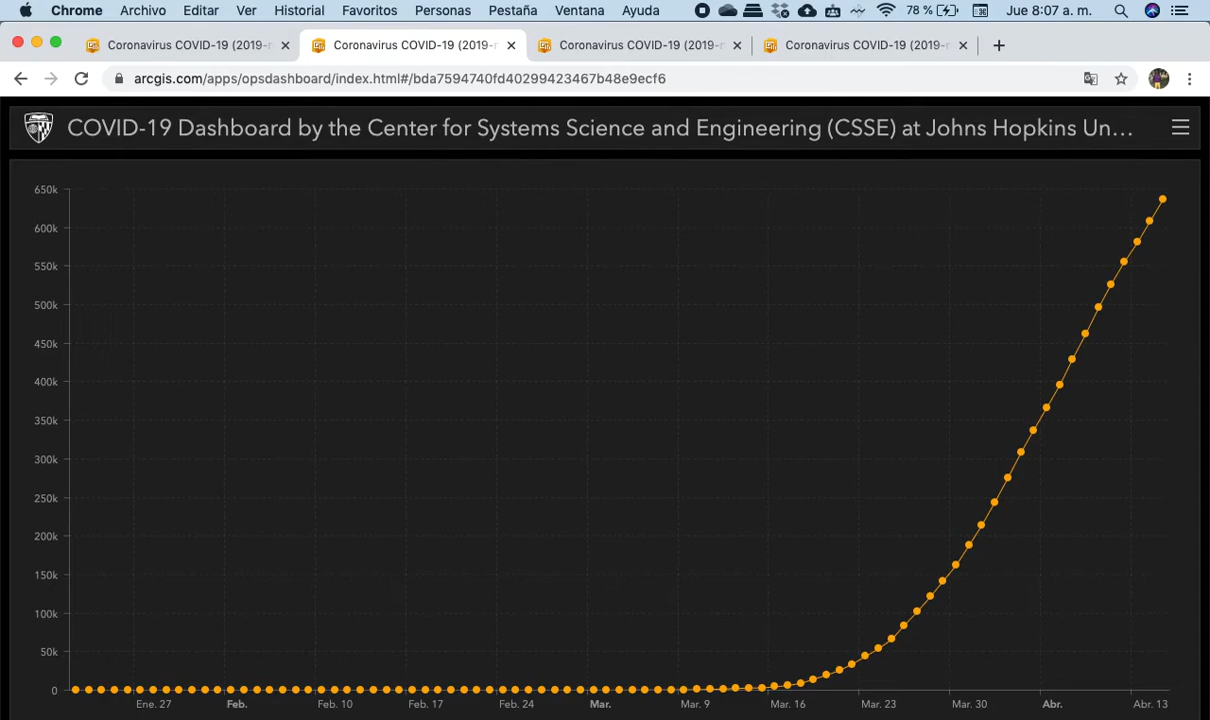 Chrome Archivo Editar Ver Historial Favoritos Personas Pestaña Ventana Ayuda 78 % Jue 8:07 a. m.
Coronavirus COVID-19 (2019-n Coronavirus COVID-19 (2019-n Coronavirus COVID-19 (2019-n Coronavirus COVID-19 (2019-n
arcgis.com/apps/opsdashboard/index.html#/bda7594740fd40299423467b48e9ecf6
COVID-19 Dashboard by the Center for Systems Science and Engineering (CSSE) at Johns Hopkins Un...
650k
600k
550k
500k
450k
400k
350k
300k
250k
200k
150k
100k
50k
0
Ene. 27 Feb. Feb. 10 Feb. 17 Feb. 24 Mar. Mar. 9 Mar. 16 Mar. 23 Mar. 30 Abr. Abr. 13